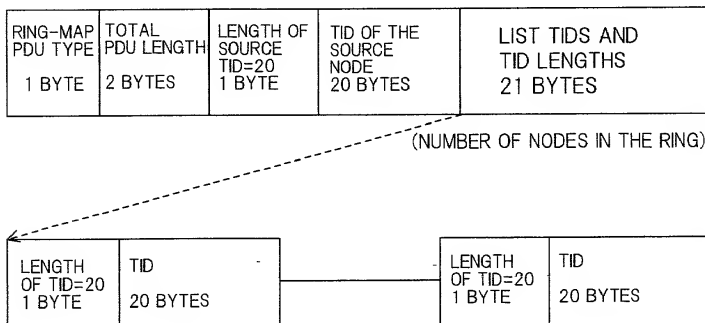 RING-MAP
PDU TYPE
1 BYTE
TOTAL
PDU LENGTH
2 BYTES
LENGTH OF
SOURCE
TID=20
1 BYTE
TID OF THE
SOURCE
NODE
20 BYTES
LIST TIDS AND
TID LENGTHS
21 BYTES
(NUMBER OF NODES IN THE RING)
LENGTH
OF TID=20
1 BYTE
TID
20 BYTES
LENGTH
OF TID=20
1 BYTE
TID
20 BYTES